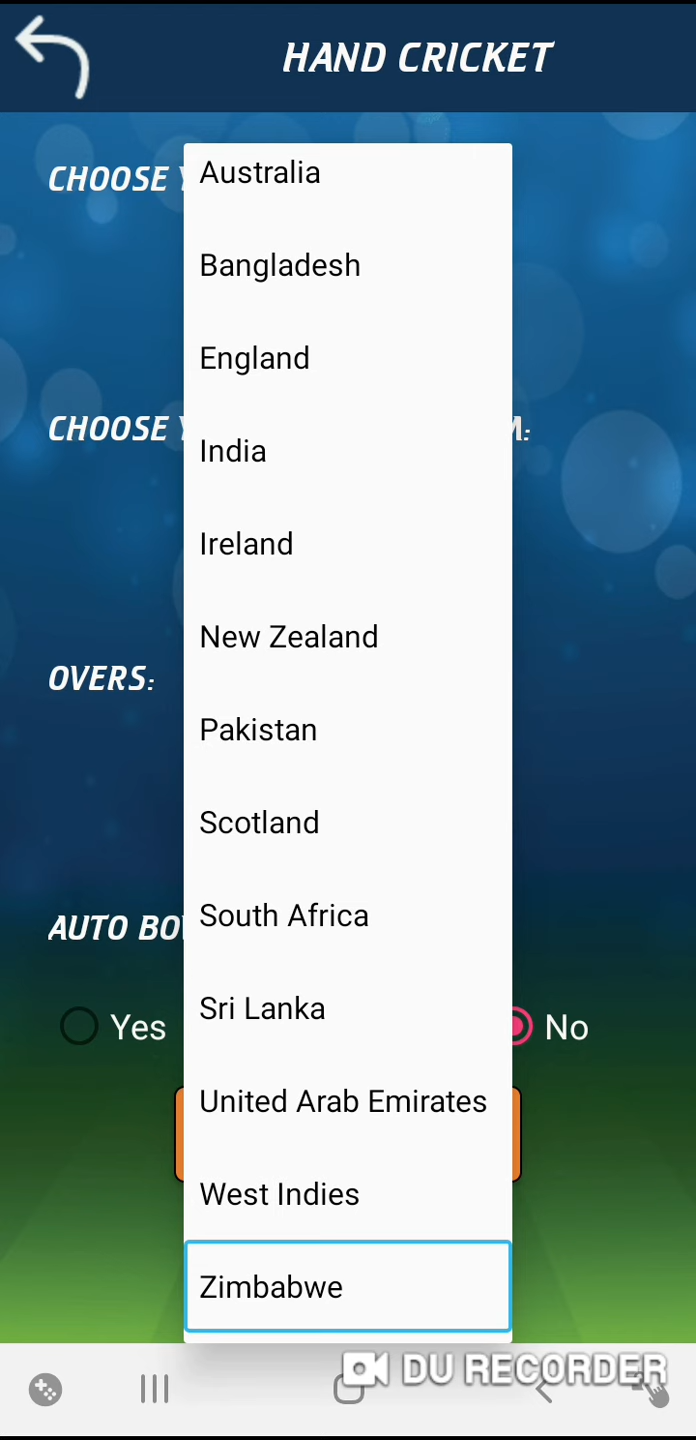 HAND CRICKET
CHOOSE
Australia
Bangladesh
England
CHOOSE
India
Ireland
New Zealand
OVERS:
Pakistan
Scotland
South Africa
AUTO
Sri Lanka
Yes
No
United Arab Emirates
West Indies
Zimbabwe
DU RECORDER